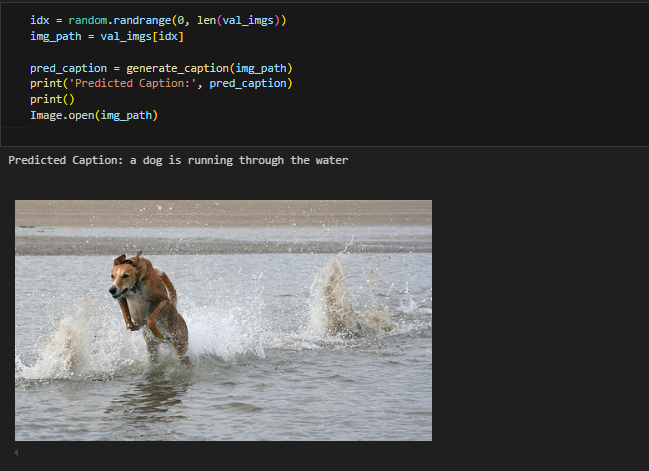 idx = random.randrange(0, len(val_imgs))
img_path = val_imgs[idx]
pred_caption = generate_caption(img_path)
print('Predicted Caption:', pred_caption)
print()
Image.open(img_path)
Predicted Caption: a dog is running through the water